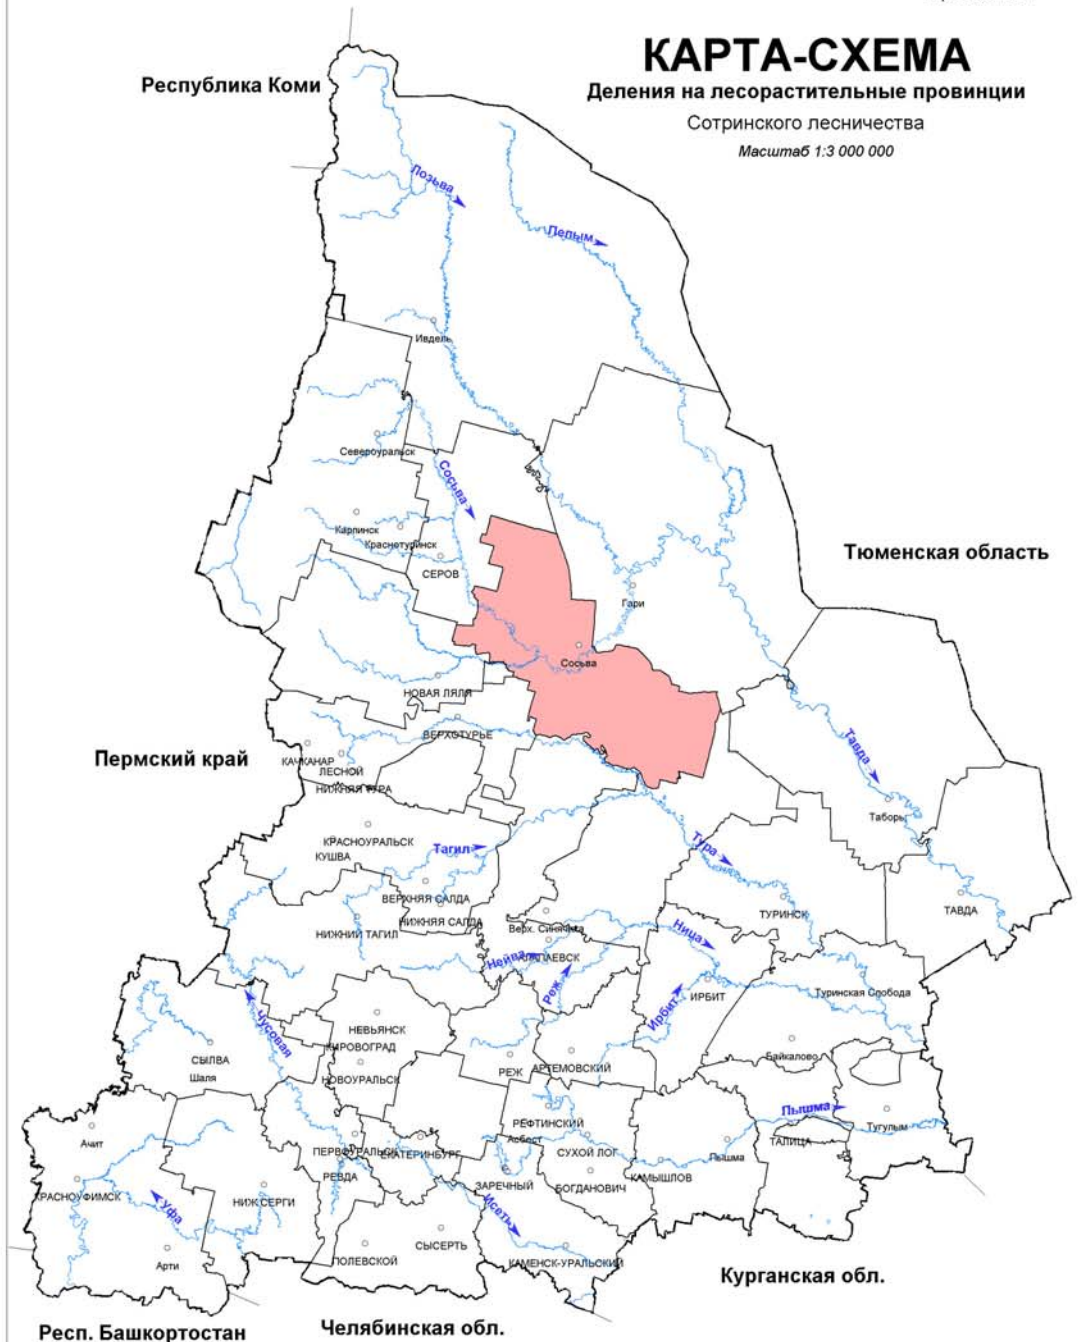 КАРТА-СХЕМА
Деления на лесорастительные провинции
Сотринского лесничества
Масштаб 1:3 000 000
Республика Коми
Лозьва
Пелым
Ивдель
Североуральск
Сосьва
Карпинск
Краснотурьинск
СЕРОВ
Тюменская область
Гари
Сосьва
НОВАЯ ЛЯЛЯ
ВЕРХОТУРЬЕ
Пермский край
КАЧКАНАР
ЛЕСНОЙ
НИЖНЯЯ ТУРА
Тавда
Таборы
КРАСНОУРАЛЬСК
КУШВА
Тагил
Тура
ВЕРХНЯЯ САЛДА
НИЖНЯЯ САЛДА
ТУРИНСК
ТАВДА
НИЖНИЙ ТАГИЛ
Верх. Синячиха
Ница
Нейва
АЛАПАЕВСК
Реж
Ирбит
ИРБИТ
Туринская Слобода
Чусовая
НЕВЬЯНСК
КИРОВОГРАД
СЫЛВА
Шаля
НОВОУРАЛЬСК
РЕЖ
АРТЕМОВСКИЙ
Байкалово
Пышма
РЕФТИНСКИЙ
Асбест
Тугулым
ТАЛИЦА
Ачит
ПЕРВОУРАЛЬСК
ЕКАТЕРИНБУРГ
СУХОЙ ЛОГ
Пышма
РЕВДА
ЗАРЕЧНЫЙ
БОГДАНОВИЧ
КАМЫШЛОВ
КРАСНОУФИМСК
Уфа
НИЖ.СЕРГИ
Исеть
СЫСЕРТЬ
ПОЛЕВСКОЙ
КАМЕНСК-УРАЛЬСКИЙ
Арти
Курганская обл.
Респ. Башкортостан
Челябинская обл.